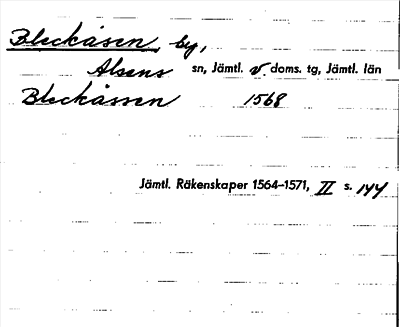 Bleckåsen, by,
Alsens sn, Jämtl. v. doms. tg, Jämtl. län
Bleckåssen 1568
Jämtl. Räkenskaper 1564–1571, II s. 144